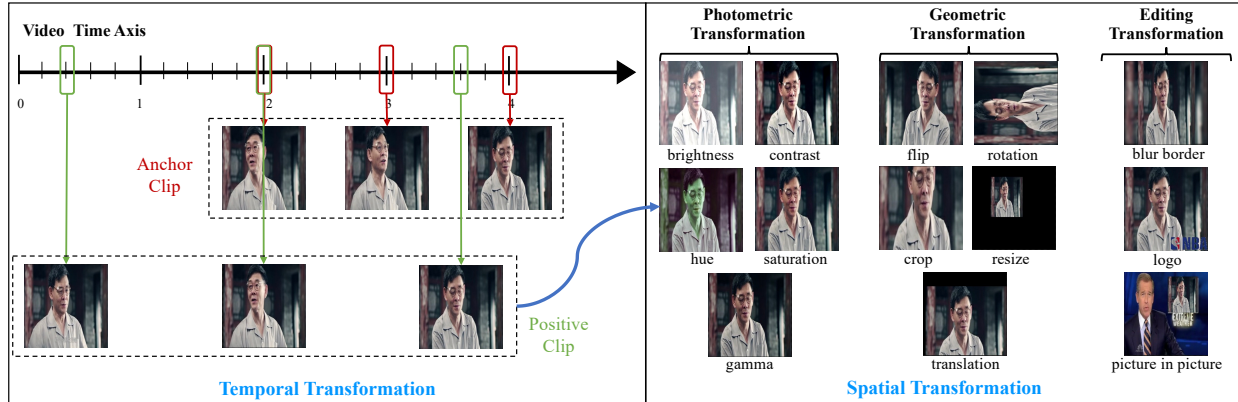 Video Time Axis
0
1
2
3
4
Anchor
Clip
Positive
Clip
Temporal Transformation
Photometric
Transformation
brightness
contrast
hue
saturation
gamma
Geometric
Transformation
flip
rotation
crop
resize
translation
Editing
Transformation
blur border
logo
picture in picture
Spatial Transformation